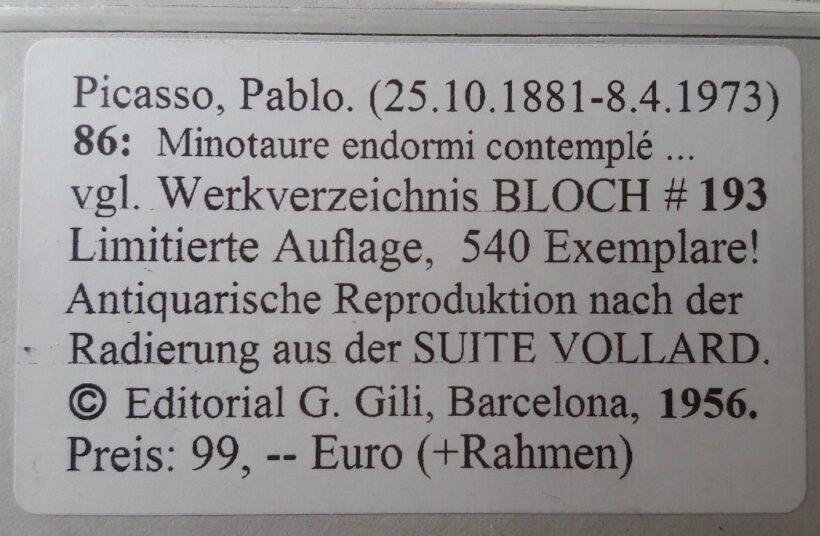 Picasso, Pablo. (25.10.1881-8.4.1973)
86: Minotaure endormi contemplé ...
vgl. Werkverzeichnis BLOCH # 193
Limitierte Auflage, 540 Exemplare!
Antiquarische Reproduktion nach der
Radierung aus der SUITE VOLLARD.
© Editorial G. Gili, Barcelona, 1956.
Preis: 99, -- Euro (+Rahmen)